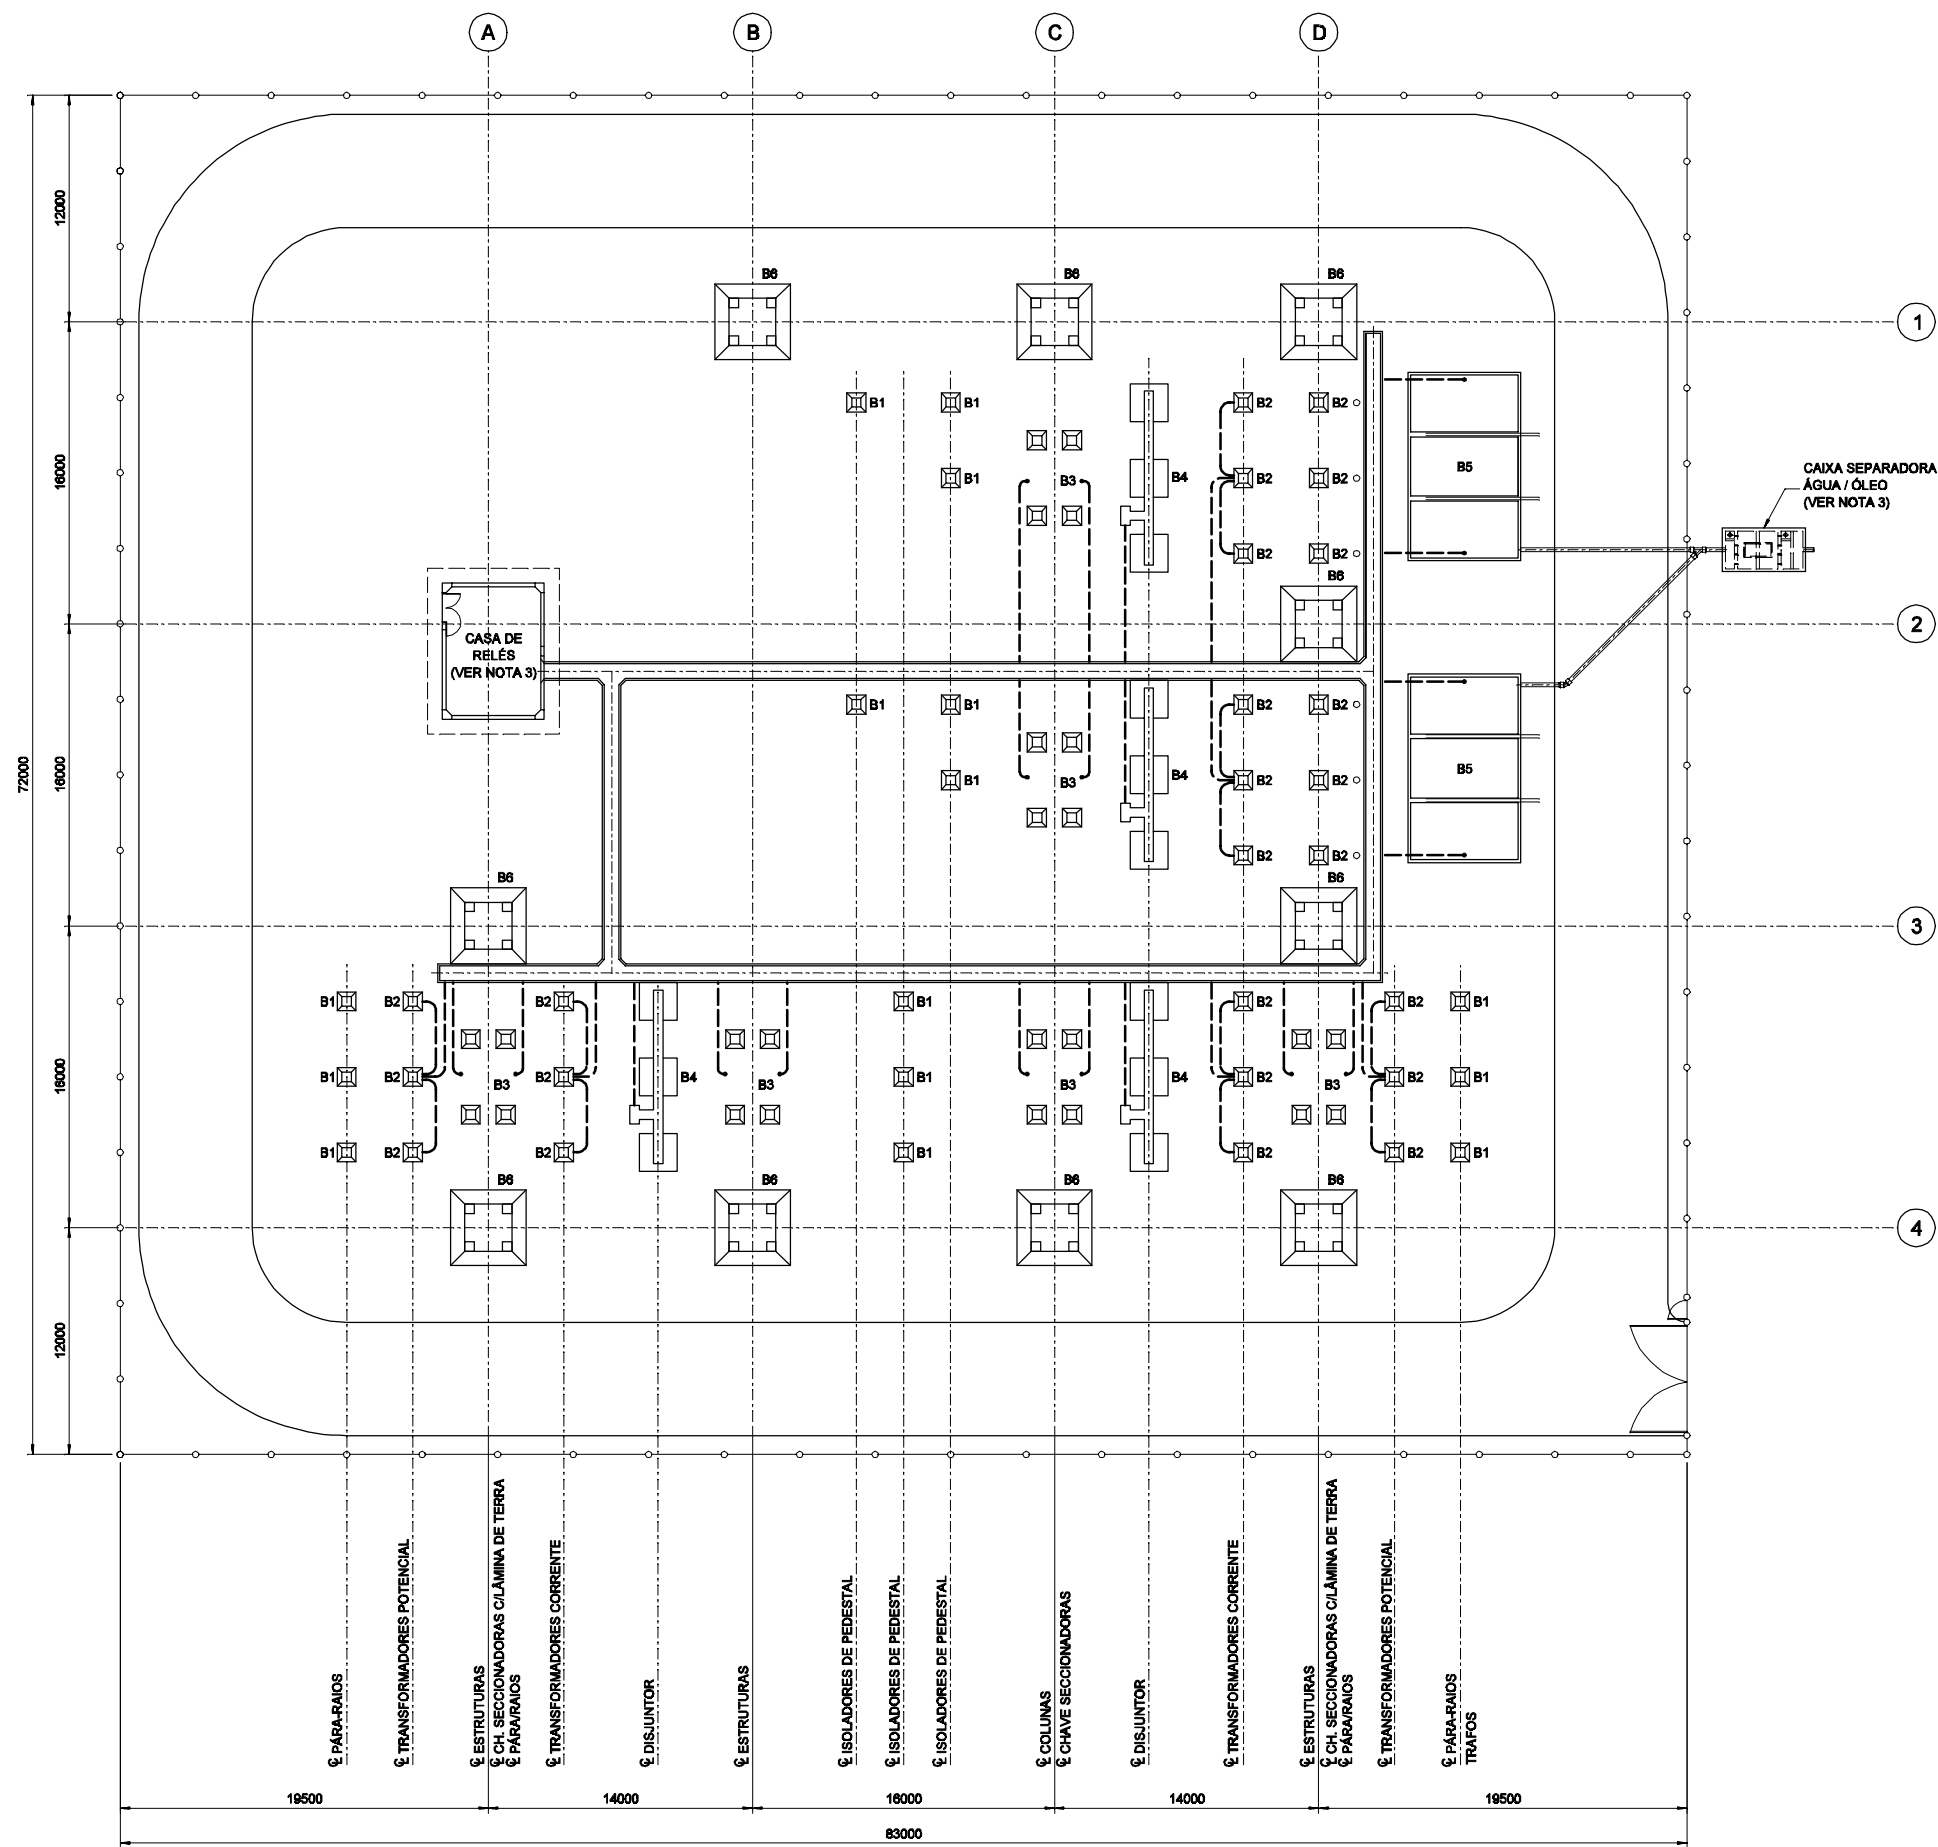 A B C D
B6 B6 B6
1
B1 B1 B2 B2
B1 B3 B4 B2 B2 B5
CAIXA SEPARADORA
ÁGUA / ÓLEO
(VER NOTA 3)
B2 B2
B6
2
CASA DE
RELÉS
(VER NOTA 3)
B1 B1 B2 B2
B1 B3 B4 B2 B2 B5
B2 B2
B6 B6
3
B1 B2 B2 B1 B2 B2 B1
B1 B2 B3 B2 B4 B3 B1 B3 B4 B2 B3 B2 B1
B1 B2 B2 B1 B2 B2 B1
B6 B6 B6 B6
4
12000
16000
16000
16000
12000
72000
℄ PÁRA-RAIOS
℄ TRANSFORMADORES POTENCIAL
℄ ESTRUTURAS
℄ CH. SECCIONADORAS C/LÂMINA DE TERRA
℄ PÁRA/RAIOS
℄ TRANSFORMADORES CORRENTE
℄ DISJUNTOR
℄ ESTRUTURAS
℄ ISOLADORES DE PEDESTAL
℄ ISOLADORES DE PEDESTAL
℄ ISOLADORES DE PEDESTAL
℄ COLUNAS
℄ CHAVE SECCIONADORAS
℄ DISJUNTOR
℄ TRANSFORMADORES CORRENTE
℄ ESTRUTURAS
℄ CH. SECCIONADORAS C/LÂMINA DE TERRA
℄ PÁRA/RAIOS
℄ TRANSFORMADORES POTENCIAL
℄ PÁRA-RAIOS
TRAFOS
19500 14000 16000 14000 19500
83000